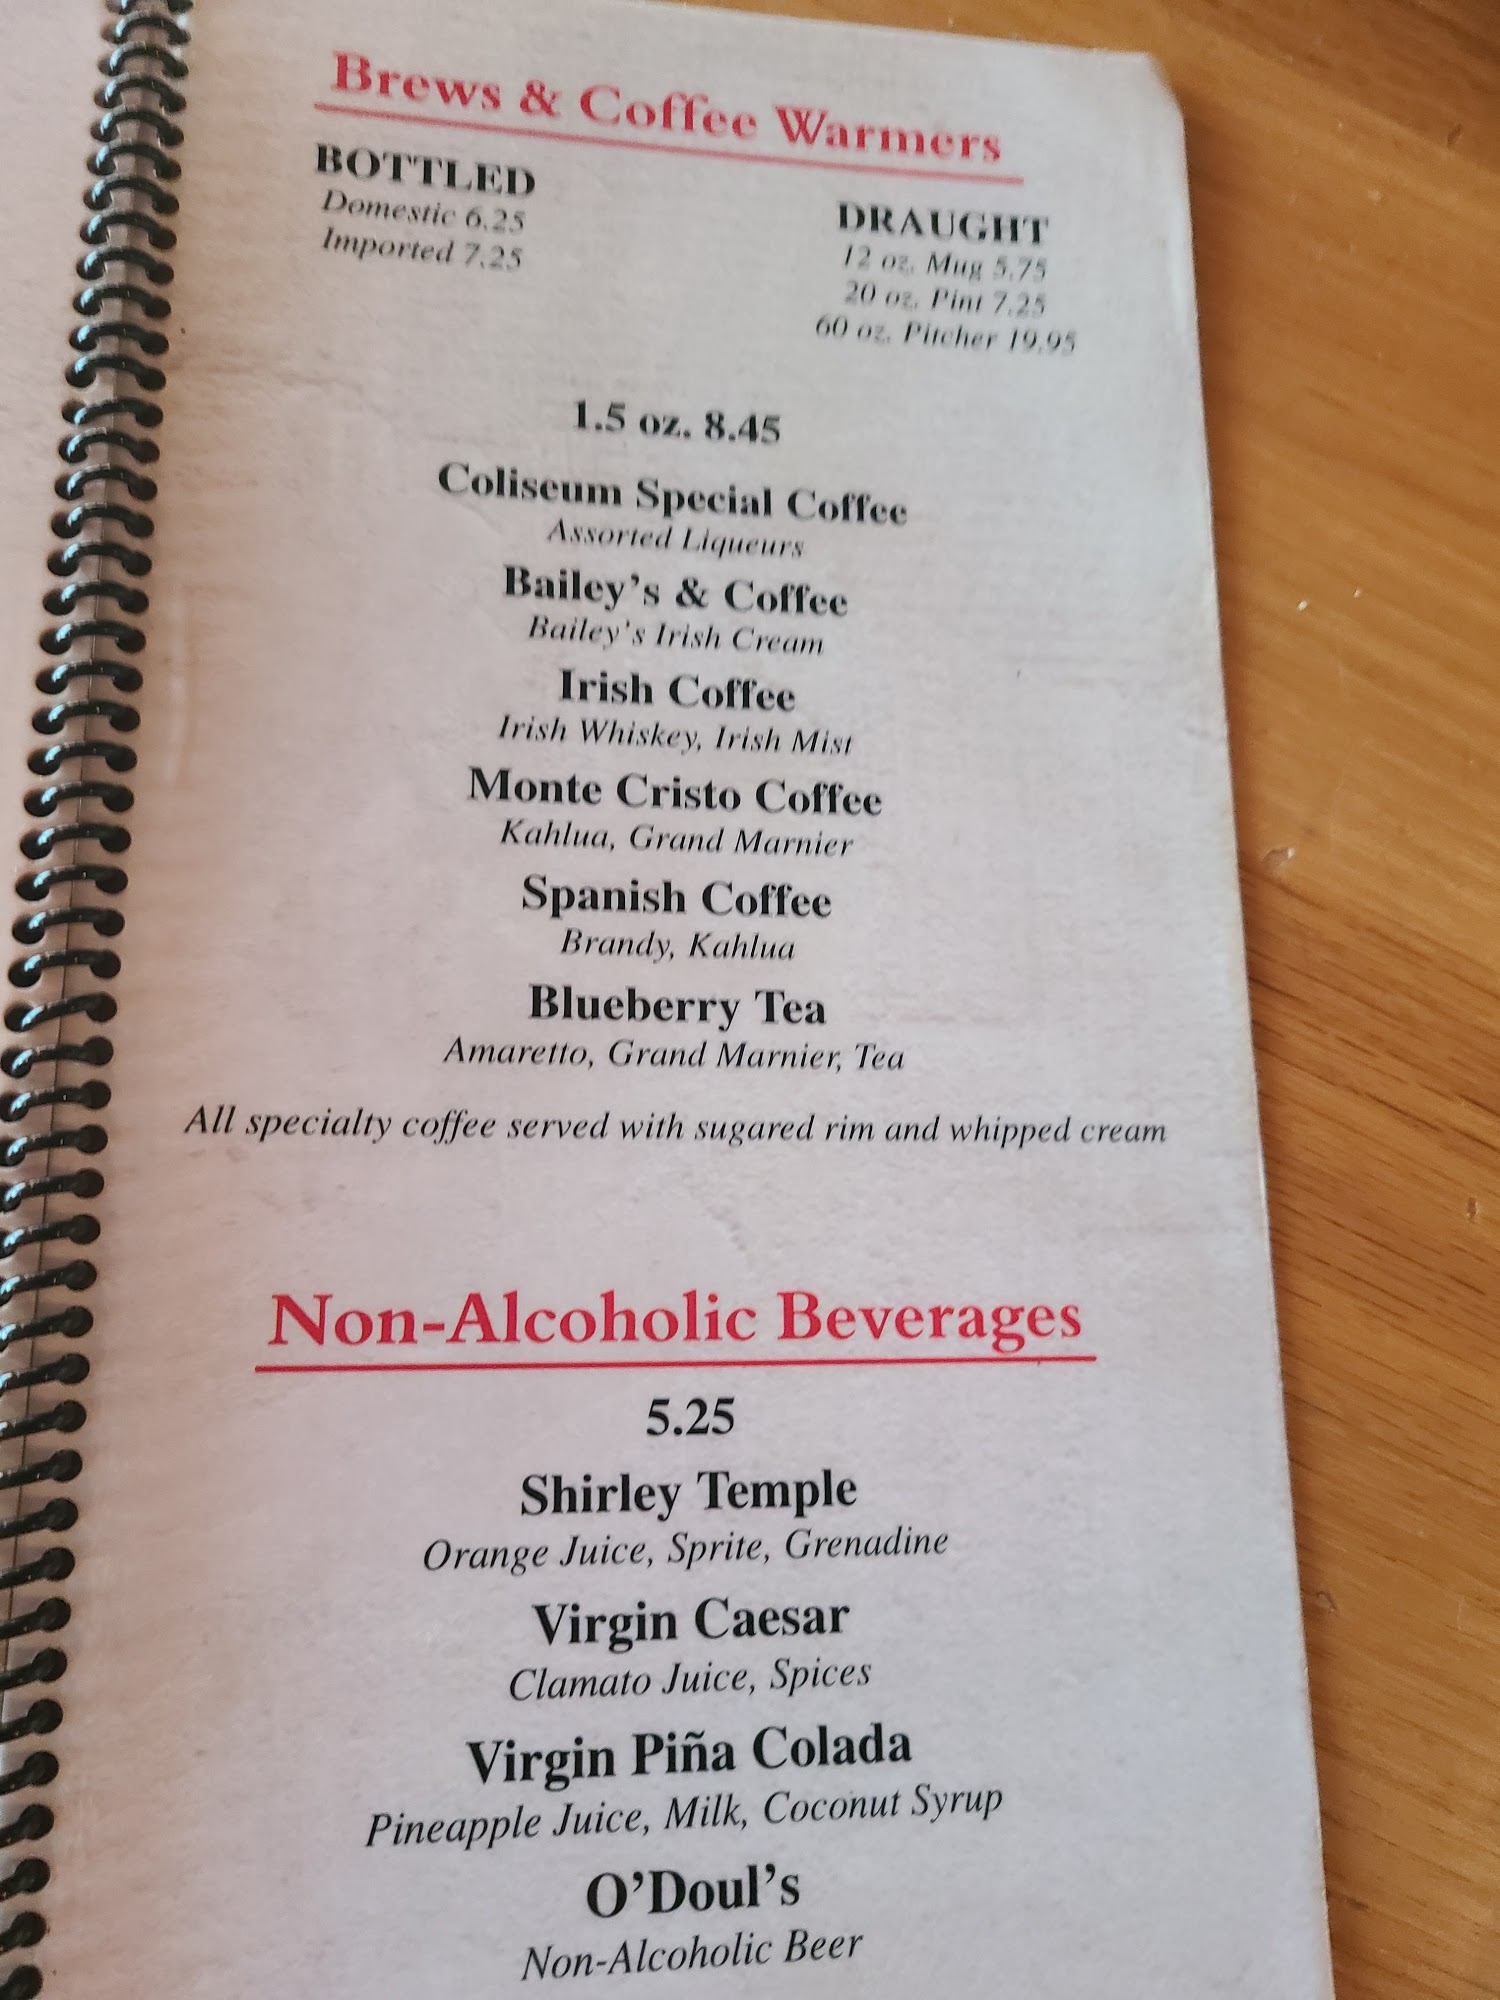 Brews & Coffee Warmers
BOTTLED
Domestic 6.25
Imported 7.25
DRAUGHT
12 oz. Mug 5.75
20 oz. Pint 7.25
60 oz. Pitcher 19.95
1.5 oz. 8.45
Coliseum Special Coffee
Assorted Liqueurs
Bailey's & Coffee
Bailey's Irish Cream
Irish Coffee
Irish Whiskey, Irish Mist
Monte Cristo Coffee
Kahlua, Grand Marnier
Spanish Coffee
Brandy, Kahlua
Blueberry Tea
Amaretto, Grand Marnier, Tea
All specialty coffee served with sugared rim and whipped cream
Non-Alcoholic Beverages
5.25
Shirley Temple
Orange Juice, Sprite, Grenadine
Virgin Caesar
Clamato Juice, Spices
Virgin Piña Colada
Pineapple Juice, Milk, Coconut Syrup
O'Doul's
Non-Alcoholic Beer